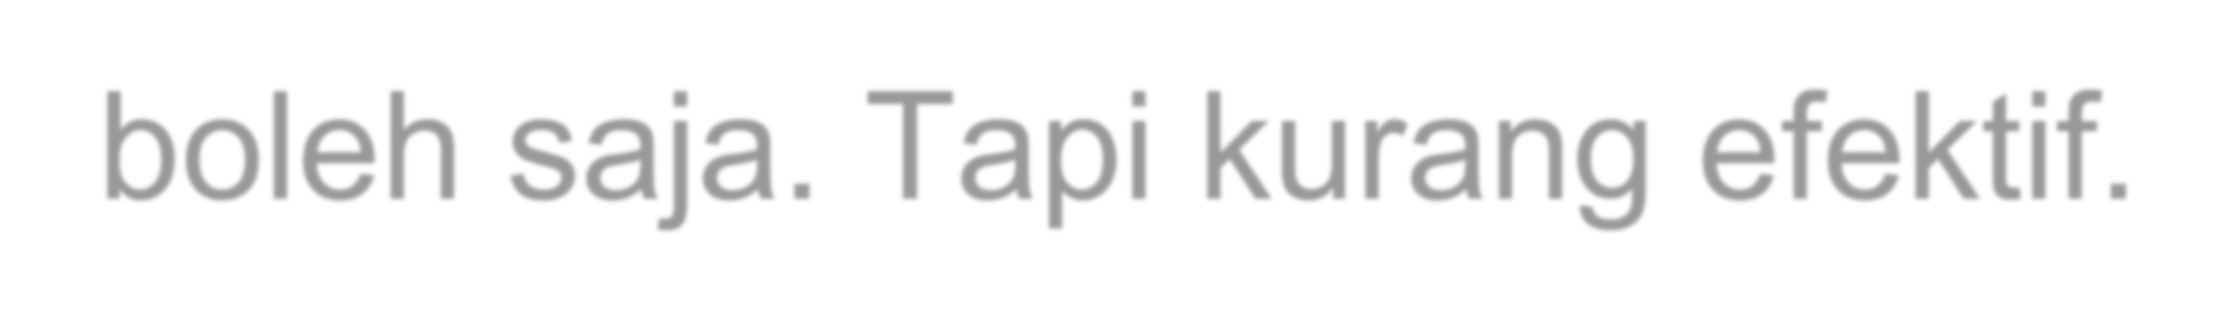 boleh saja. Tapi kurang efektif.